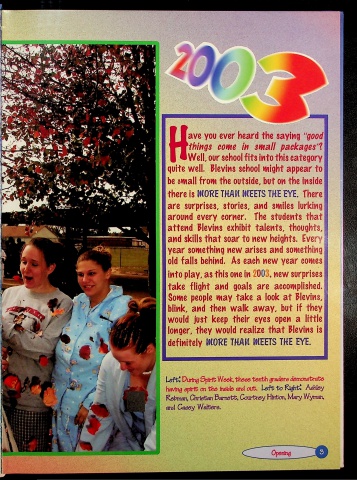 2003
Have you ever heard the saying "good
things come in small packages"?
Well, our school fits into this category
quite well. Blevins school might appear to
be small from the outside, but on the inside
there is MORE THAN MEETS THE EYE. There
are surprises, stories, and smiles lurking
around every corner. The students that
attend Blevins exhibit talents, thoughts,
and skills that soar to new heights. Every
year something new arises and something
old falls behind. As each new year comes
into play, as this one in 2003, new surprises
take flight and goals are accomplished.
Some people may take a look at Blevins,
blink, and then walk away, but if they
would just keep their eyes open a little
longer, they would realize that Blevins is
definitely MORE THAN MEETS THE EYE.
Left: During Spirit Week, these tenth graders demonstrate
having spirit on the inside and out. Left to Right: Ashley
Christian Barnett, Courtney Hinton, Mary Wyman,
and Casey Walters.
Opening 3